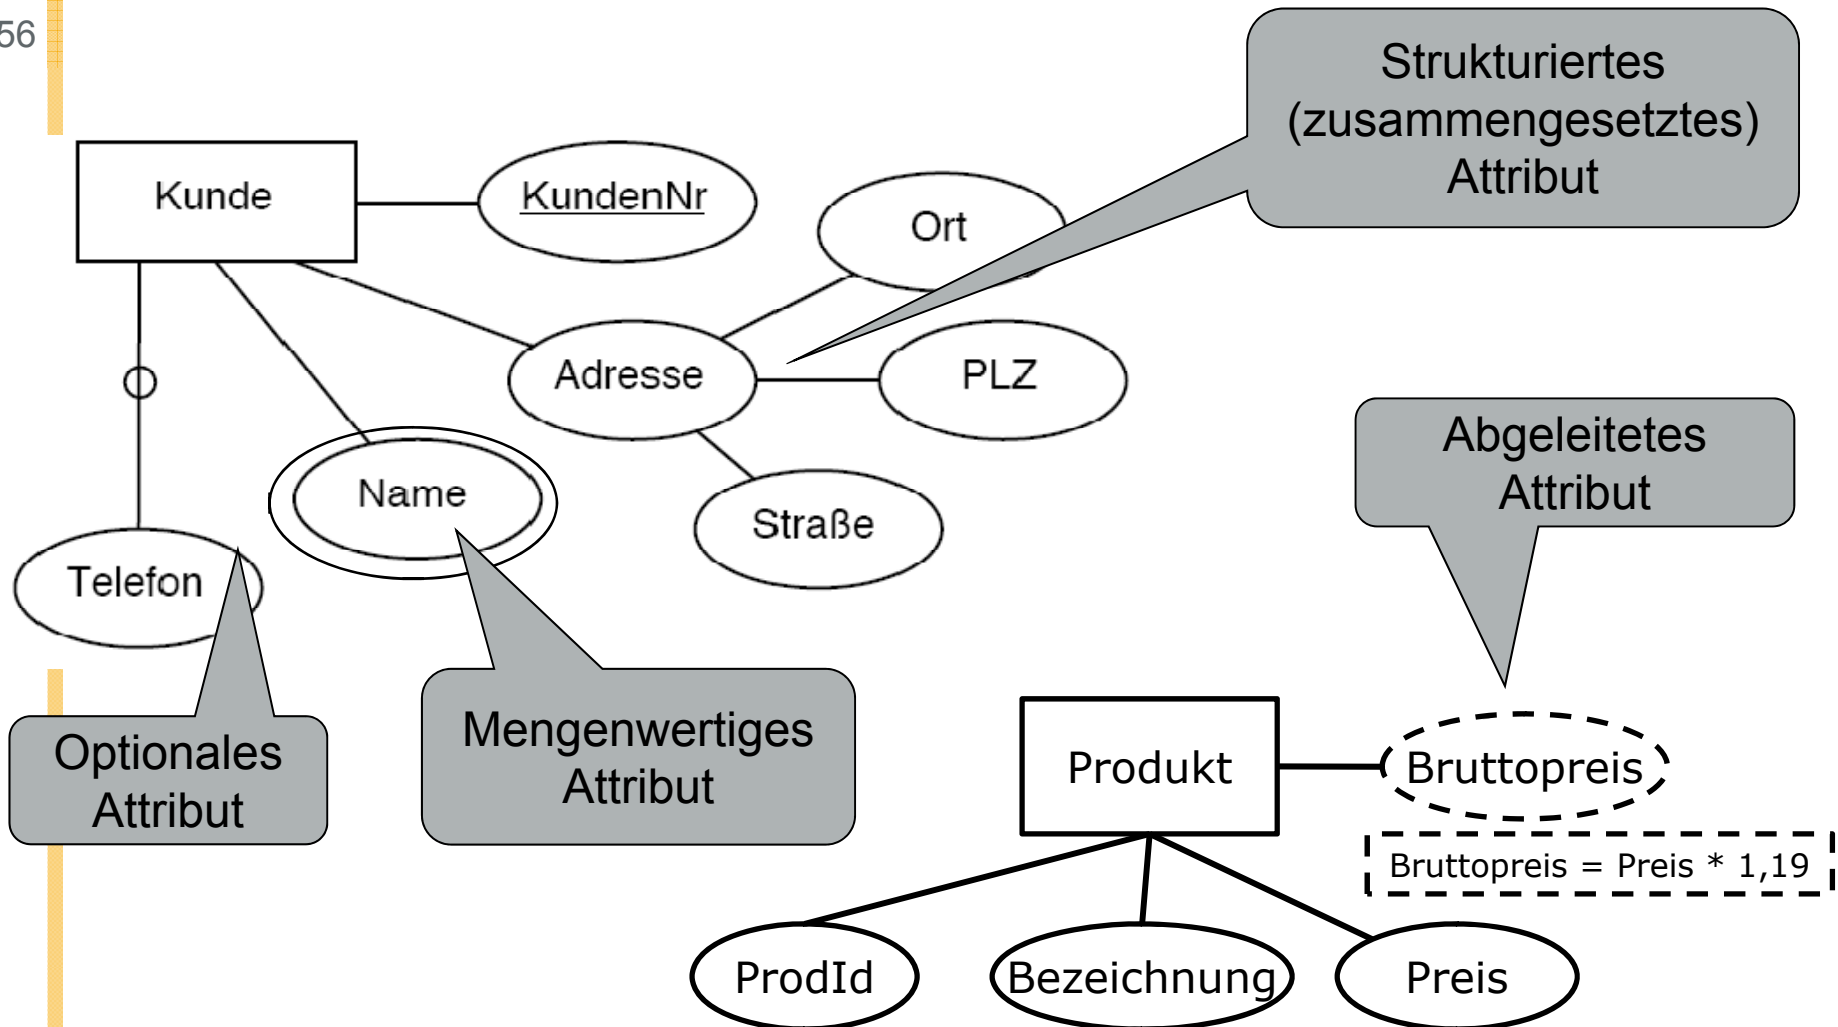 56
Strukturiertes
(zusammengesetztes)
Attribut
Kunde
KundenNr
Ort
Adresse
PLZ
Abgeleitetes
Attribut
Name
Straße
Telefon
Optionales
Attribut
Mengenwertiges
Attribut
Produkt
Bruttopreis
Bruttopreis = Preis * 1,19
ProdId
Bezeichnung
Preis